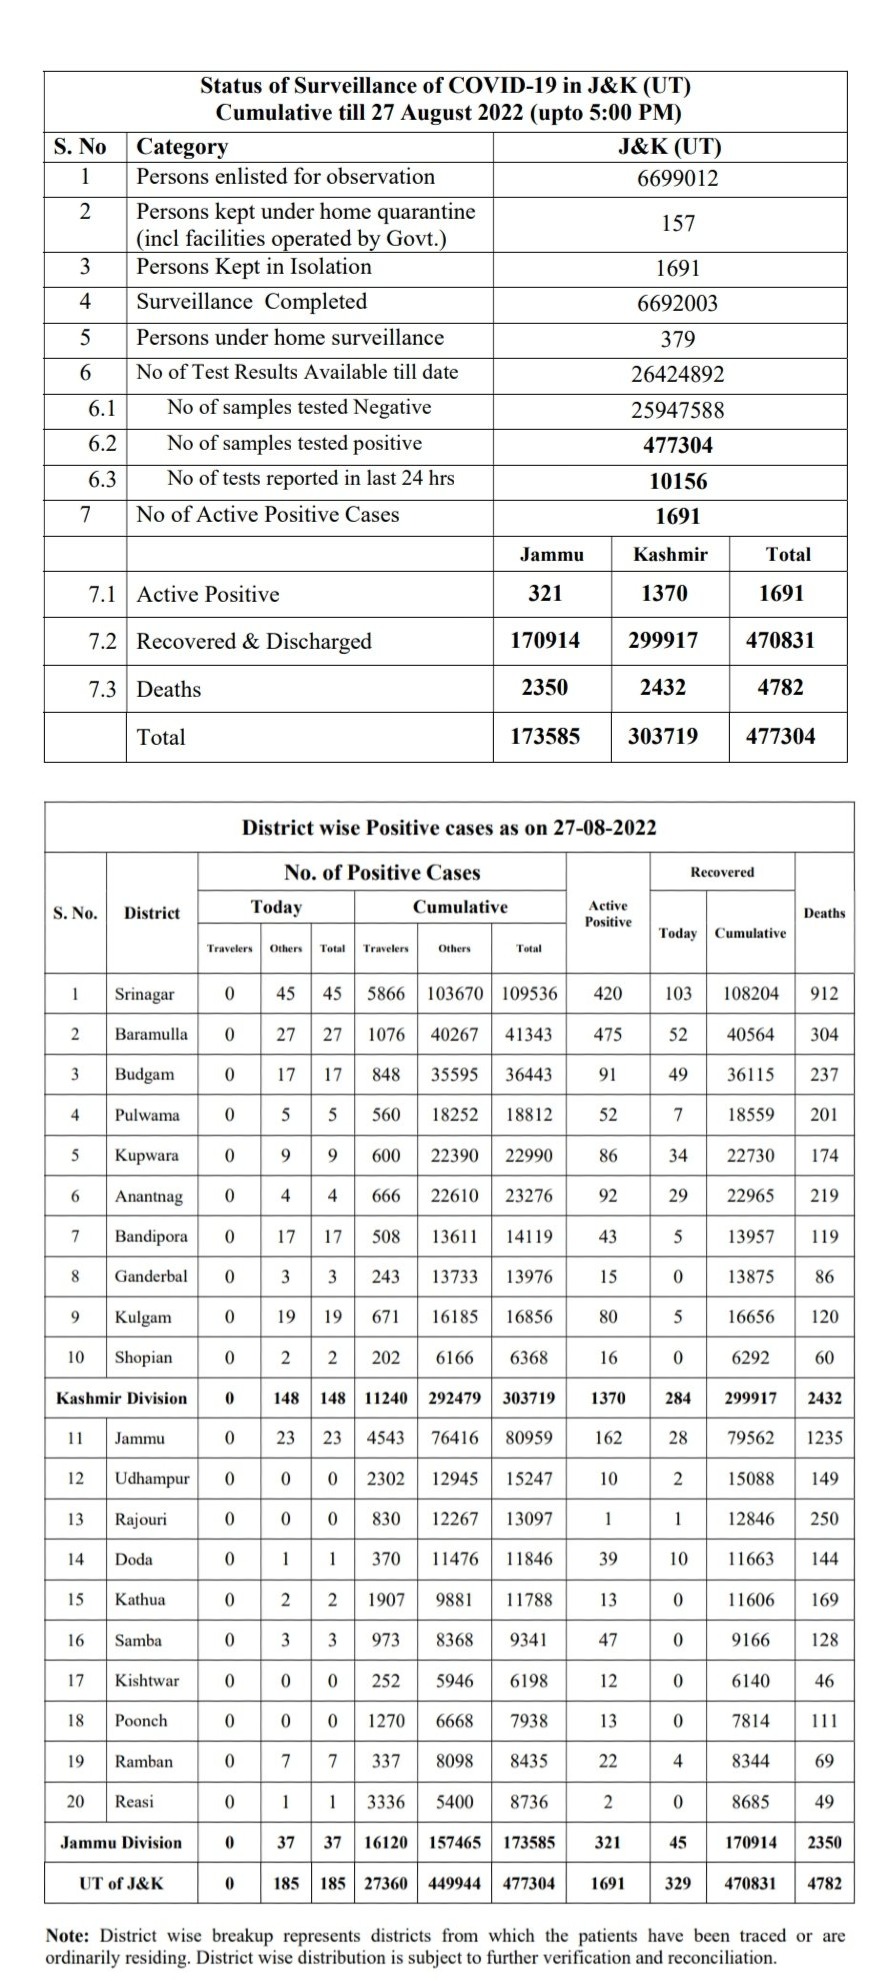 Status of Surveillance of COVID-19 in J&K (UT)
Cumulative till 27 August 2022 (upto 5:00 PM)
S. No Category J&K (UT)
1 Persons enlisted for observation 6699012
2 Persons kept under home quarantine
(incl facilities operated by Govt.) 157
3 Persons Kept in Isolation 1691
4 Surveillance Completed 6692003
5 Persons under home surveillance 379
6 No of Test Results Available till date 26424892
6.1 No of samples tested Negative 25947588
6.2 No of samples tested positive 477304
6.3 No of tests reported in last 24 hrs 10156
7 No of Active Positive Cases 1691
Jammu Kashmir Total
7.1 Active Positive 321 1370 1691
7.2 Recovered & Discharged 170914 299917 470831
7.3 Deaths 2350 2432 4782
Total 173585 303719 477304
District wise Positive cases as on 27-08-2022
S. No. District No. of Positive Cases Active Positive Recovered Deaths
Today Cumulative Today Cumulative
Travelers Others Total Travelers Others Total
1 Srinagar 0 45 45 5866 103670 109536 420 103 108204 912
2 Baramulla 0 27 27 1076 40267 41343 475 52 40564 304
3 Budgam 0 17 17 848 35595 36443 91 49 36115 237
4 Pulwama 0 5 5 560 18252 18812 52 7 18559 201
5 Kupwara 0 9 9 600 22390 22990 86 34 22730 174
6 Anantnag 0 4 4 666 22610 23276 92 29 22965 219
7 Bandipora 0 17 17 508 13611 14119 43 5 13957 119
8 Ganderbal 0 3 3 243 13733 13976 15 0 13875 86
9 Kulgam 0 19 19 671 16185 16856 80 5 16656 120
10 Shopian 0 2 2 202 6166 6368 16 0 6292 60
Kashmir Division 0 148 148 11240 292479 303719 1370 284 299917 2432
11 Jammu 0 23 23 4543 76416 80959 162 28 79562 1235
12 Udhampur 0 0 0 2302 12945 15247 10 2 15088 149
13 Rajouri 0 0 0 830 12267 13097 1 1 12846 250
14 Doda 0 1 1 370 11476 11846 39 10 11663 144
15 Kathua 0 2 2 1907 9881 11788 13 0 11606 169
16 Samba 0 3 3 973 8368 9341 47 0 9166 128
17 Kishtwar 0 0 0 252 5946 6198 12 0 6140 46
18 Poonch 0 0 0 1270 6668 7938 13 0 7814 111
19 Ramban 0 7 7 337 8098 8435 22 4 8344 69
20 Reasi 0 1 1 3336 5400 8736 2 0 8685 49
Jammu Division 0 37 37 16120 157465 173585 321 45 170914 2350
UT of J&K 0 185 185 27360 449944 477304 1691 329 470831 4782
Note: District wise breakup represents districts from which the patients have been traced or are
ordinarily residing. District wise distribution is subject to further verification and reconciliation.